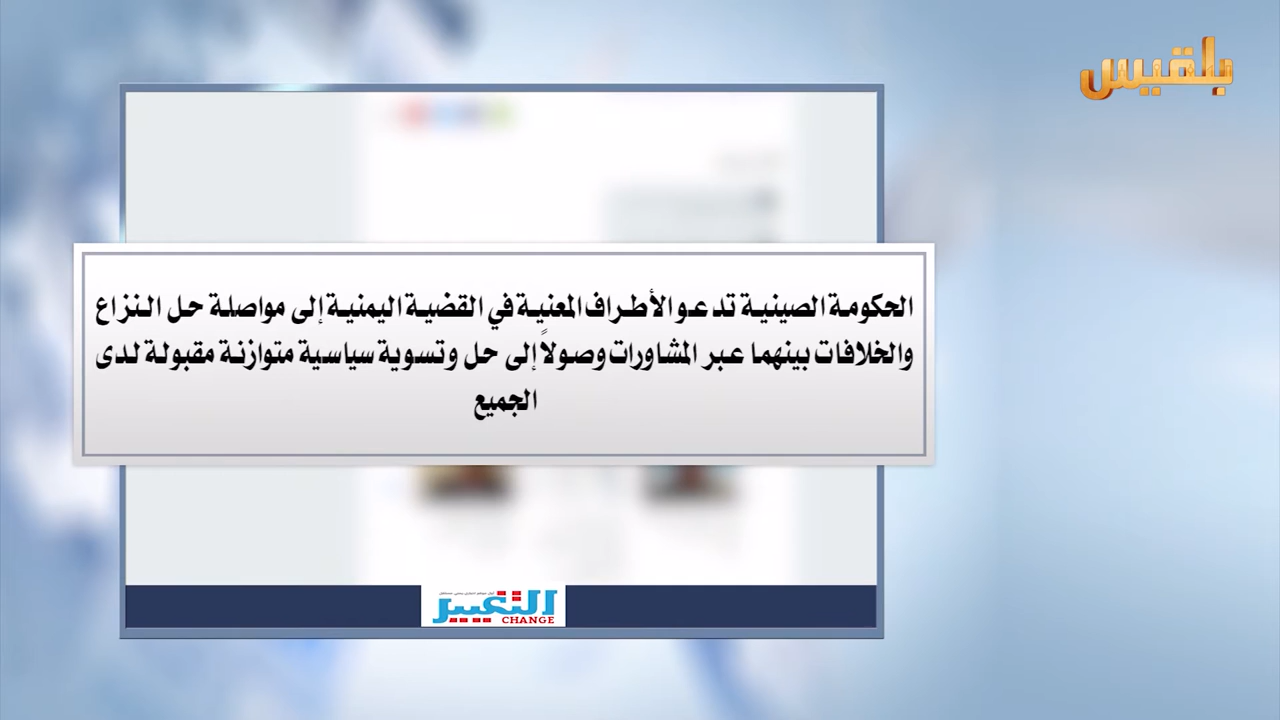 بلقيس
الحكومة الصينية تدعو الأطراف المعنية في القضية اليمنية إلى مواصلة حل النزاع
والخلافات بينهما عبر المشاورات وصولاً إلى حل وتسوية سياسية متوازنة مقبولة لدى
الجميع
التغيير
CHANGE